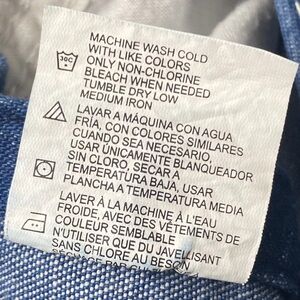 MACHINE WASH COLD
WITH LIKE COLORS
30C
ONLY NON-CHLORINE
BLEACH WHEN NEEDED
TUMBLE DRY LOW
MEDIUM IRON
LAVAR A MÁQUINA CON AGUA
FRÍA, CON COLORES SIMILARES
CUANDO SEA NECESARIO,
USAR ÚNICAMENTE BLANQUEADOR
SIN CLORO, SECAR A
TEMPERATURA BAJA, USAR
PLANCHA A TEMPERATURA MEDIA
LAVER À LA MACHINE À L'EAU
FROIDE, AVEC DES VÊTEMENTS DE
COULEUR SEMBLABLE
N'UTILISER QUE DU JAVELLISANT
SANS CHLORE AU BESOIN